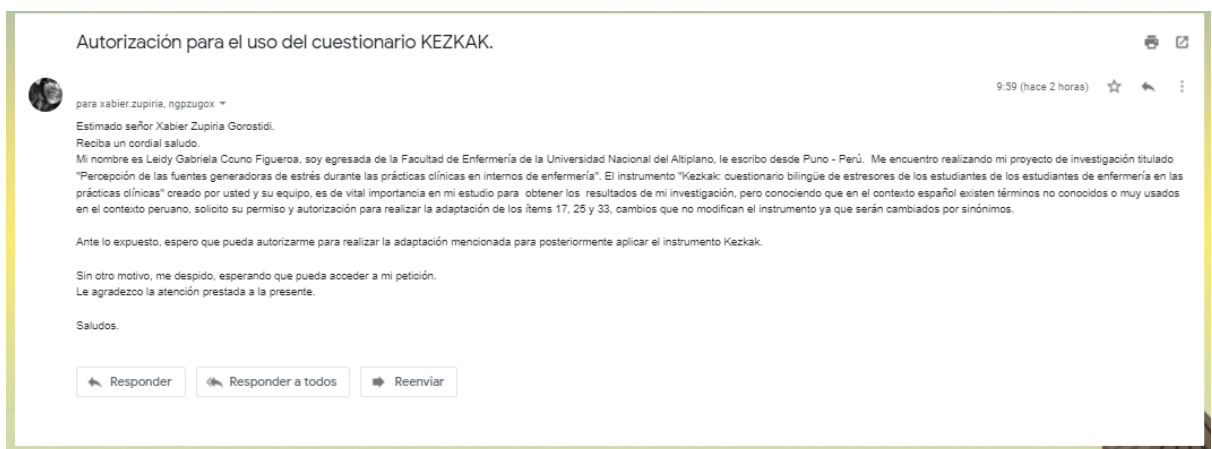 Autorización para el uso del cuestionario KEZKAK.
9:59 (hace 2 horas)
para xabier.zupiria, ngpzugox
Estimado señor Xabier Zupiria Gorostidi.
Reciba un cordial saludo.
Mi nombre es Leidy Gabriela Ccuno Figueroa, soy egresada de la Facultad de Enfermería de la Universidad Nacional del Altiplano, le escribo desde Puno - Perú. Me encuentro realizando mi proyecto de investigación titulado
"Percepción de las fuentes generadoras de estrés durante las prácticas clínicas en internos de enfermería". El instrumento "Kezkak: cuestionario bilingüe de estresores de los estudiantes de los estudiantes de enfermería en las
prácticas clínicas" creado por usted y su equipo, es de vital importancia en mi estudio para obtener los resultados de mi investigación, pero conociendo que en el contexto español existen términos no conocidos o muy usados
en el contexto peruano, solicito su permiso y autorización para realizar la adaptación de los ítems 17, 25 y 33, cambios que no modifican el instrumento ya que serán cambiados por sinónimos.
Ante lo expuesto, espero que pueda autorizarme para realizar la adaptación mencionada para posteriormente aplicar el instrumento Kezkak.
Sin otro motivo, me despido, esperando que pueda acceder a mi petición.
Le agradezco la atención prestada a la presente.
Saludos.
Responder
Responder a todos
Reenviar